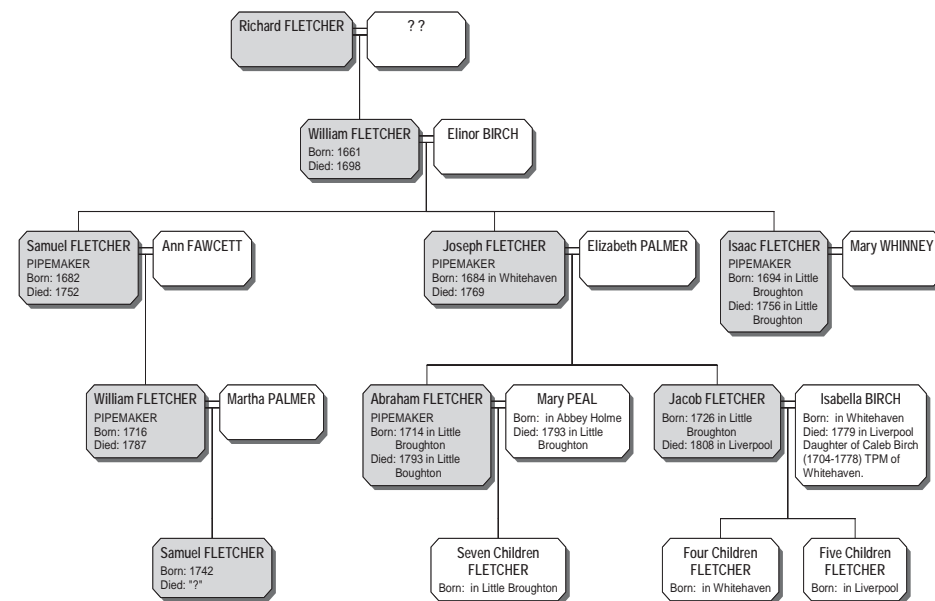 Richard FLETCHER
? ?
William FLETCHER
Born: 1661
Died: 1698
Elinor BIRCH
Samuel FLETCHER
PIPEMAKER
Born: 1682
Died: 1752
Ann FAWCETT
Joseph FLETCHER
PIPEMAKER
Born: 1684 in Whitehaven
Died: 1769
Elizabeth PALMER
Isaac FLETCHER
PIPEMAKER
Born: 1694 in Little
Broughton
Died: 1756 in Little
Broughton
Mary WHINNEY
William FLETCHER
PIPEMAKER
Born: 1716
Died: 1787
Martha PALMER
Abraham FLETCHER
PIPEMAKER
Born: 1714 in Little
Broughton
Died: 1793 in Little
Boughton
Mary PEAL
Born: in Abbey Holme
Died: 1793 in Little
Broughton
Jacob FLETCHER
Born: 1726 in Little
Broughton
Died: 1808 in Liverpool
Isabella BIRCH
Born: in Whitehaven
Died: 1779 in Liverpool
Daughter of Caleb Birch
(1704-1778) TPM of
Whitehaven.
Samuel FLETCHER
Born: 1742
Died: "?"
Seven Children
FLETCHER
Born: in Little Broughton
Four Children
FLETCHER
Born: in Whitehaven
Five Children
FLETCHER
Born: in Liverpool